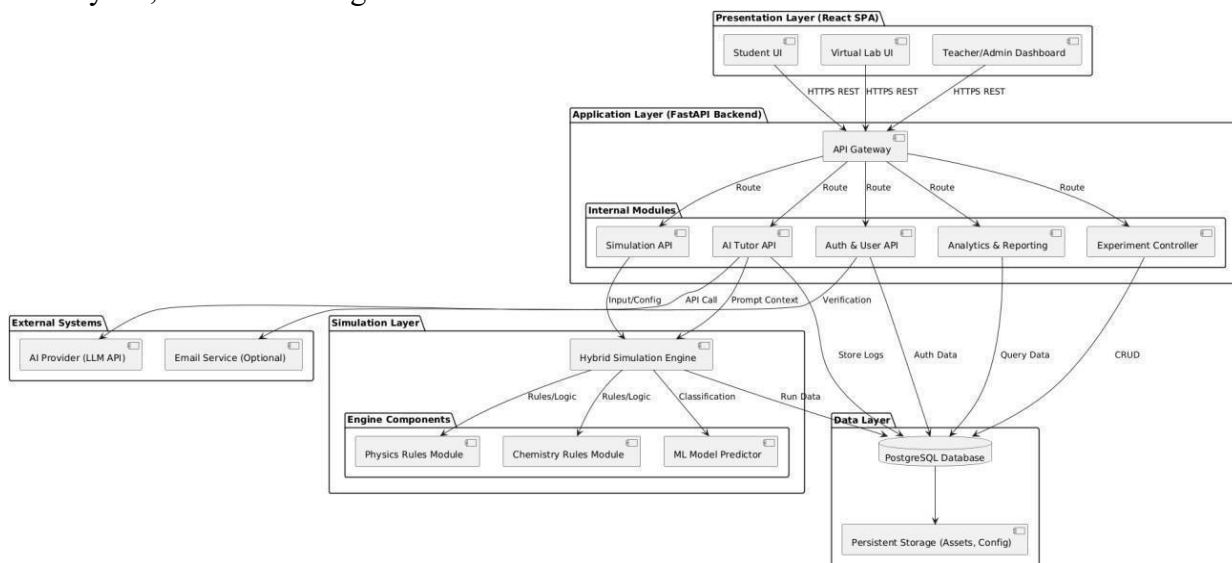 Presentation Layer (React SPA)
Student UI
Virtual Lab UI
Teacher/Admin Dashboard
HTTPS REST
HTTPS REST
HTTPS REST
Application Layer (FastAPI Backend)
API Gateway
Route
Route
Route
Route
Route
Internal Modules
Simulation API
AI Tutor API
Auth & User API
Analytics & Reporting
Experiment Controller
Input/Config
API Call
Prompt Context
Verification
External Systems
AI Provider (LLM API)
Email Service (Optional)
Simulation Layer
Hybrid Simulation Engine
Store Logs
Auth Data
Query Data
CRUD
Rules/Logic
Rules/Logic
Classification
Run Data
Engine Components
Physics Rules Module
Chemistry Rules Module
ML Model Predictor
Data Layer
PostgreSQL Database
Persistent Storage (Assets, Config)